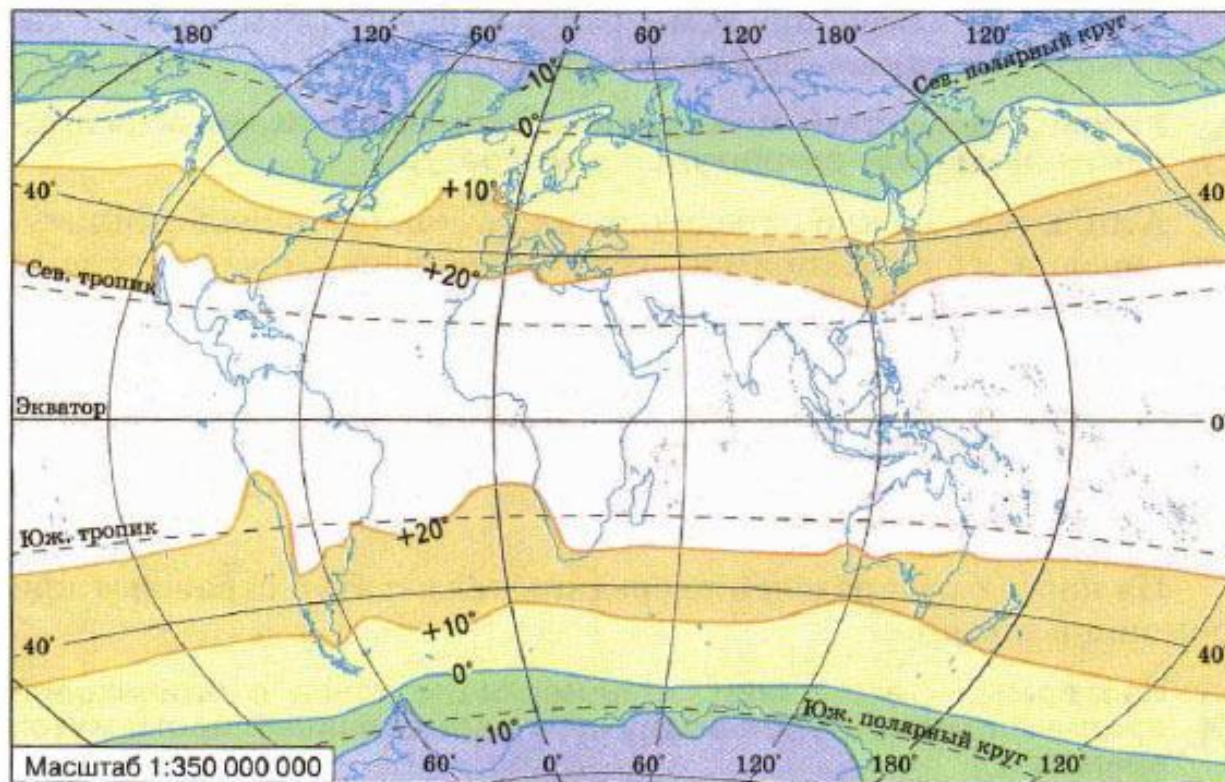 180° 120° 60° 0° 60° 120° 180° 120°
Сев. полярный круг
-10°
0°
+10°
40° 40°
+20°
Сев. тропик
Экватор 0°
Юж. тропик
+20°
+10°
40° 40°
0°
-10°
Юж. полярный круг
60° 0° 60° 120° 180° 120°
Масштаб 1:350 000 000